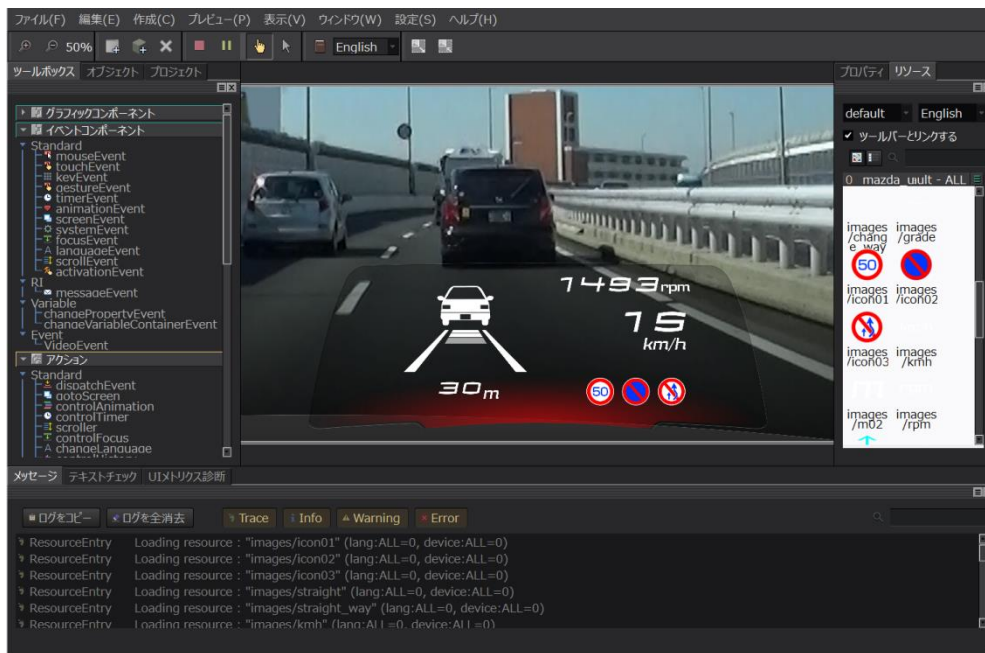 ファイル(F) 編集(E) 作成(C) プレビュー(P) 表示(V) ウィンドウ(W) 設定(S) ヘルプ(H)
50% English
ツールボックス オブジェクト プロジェクト
グラフィックコンポーネント
イベントコンポーネント
Standard
mouseEvent
touchEvent
keyEvent
gestureEvent
timerEvent
animationEvent
screenEvent
systemEvent
focusEvent
languageEvent
scrollEvent
activationEvent
RI
messageEvent
Variable
changePropertyEvent
changeVariableContainerEvent
Event
VideoEvent
アクション
Standard
dispatchEvent
gotoScreen
controlAnimation
controlTimer
scroller
controlFocus
changeLanguage
controlHistory
1493rpm
15
km/h
30m
50
プロパティ リソース
default English
ツールバーとリンクする
0 mazda_uiult - ALL
images/change_way images/grade
50
images/icon01 images/icon02
images/icon03 images/kmh
m rpm
images/m02 images/rpm
メッセージ テキストチェック UIメトリクス診断
ログをコピー ログを全消去 Trace Info Warning Error
ResourceEntry Loading resource : "images/icon01" (lang:ALL=0, device:ALL=0)
ResourceEntry Loading resource : "images/icon02" (lang:ALL=0, device:ALL=0)
ResourceEntry Loading resource : "images/icon03" (lang:ALL=0, device:ALL=0)
ResourceEntry Loading resource : "images/straight" (lang:ALL=0, device:ALL=0)
ResourceEntry Loading resource : "images/straight_way" (lang:ALL=0, device:ALL=0)
ResourceEntry Loading resource : "images/kmh" (lang:ALL=0, device:ALL=0)